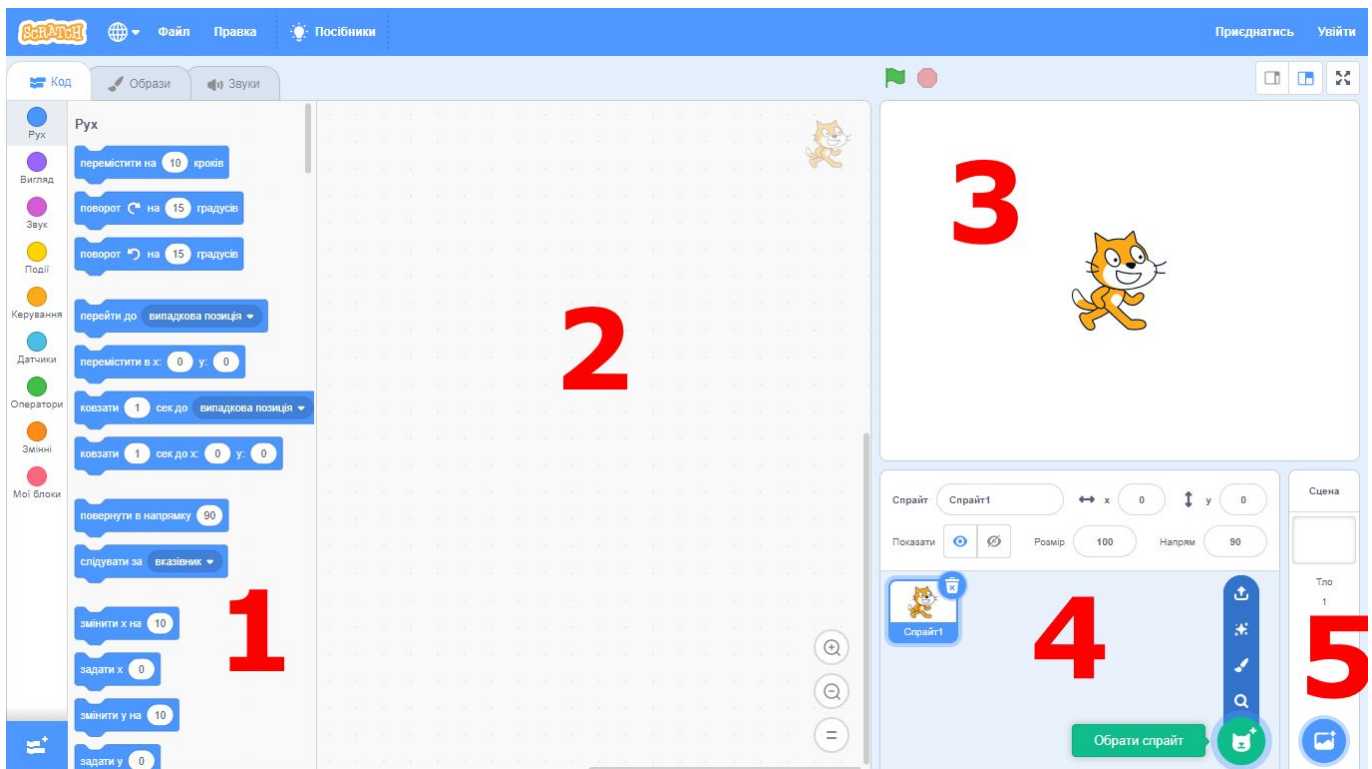 SCRATCH Файл Правка Посібники Приєднатись Увійти
Код Образи Звуки
Рух
Вигляд
Звук
Події
Керування
Датчики
Оператори
Змінні
Мої блоки
Рух
перемістити на 10 кроків
поворот на 15 градусів
поворот на 15 градусів
перейти до випадкова позиція
перемістити в x: 0 y: 0
ковзати 1 сек до випадкова позиція
ковзати 1 сек до x: 0 y: 0
повернути в напрямку 90
слідувати за вказівник
змінити x на 10
задати x 0
змінити y на 10
задати y 0
1
2
3
Спрайт Спрайт1 x 0 y 0
Показати Розмір 100 Напрям 90
Спрайт1
4
Обрати спрайт
Сцена
Тло
1
5